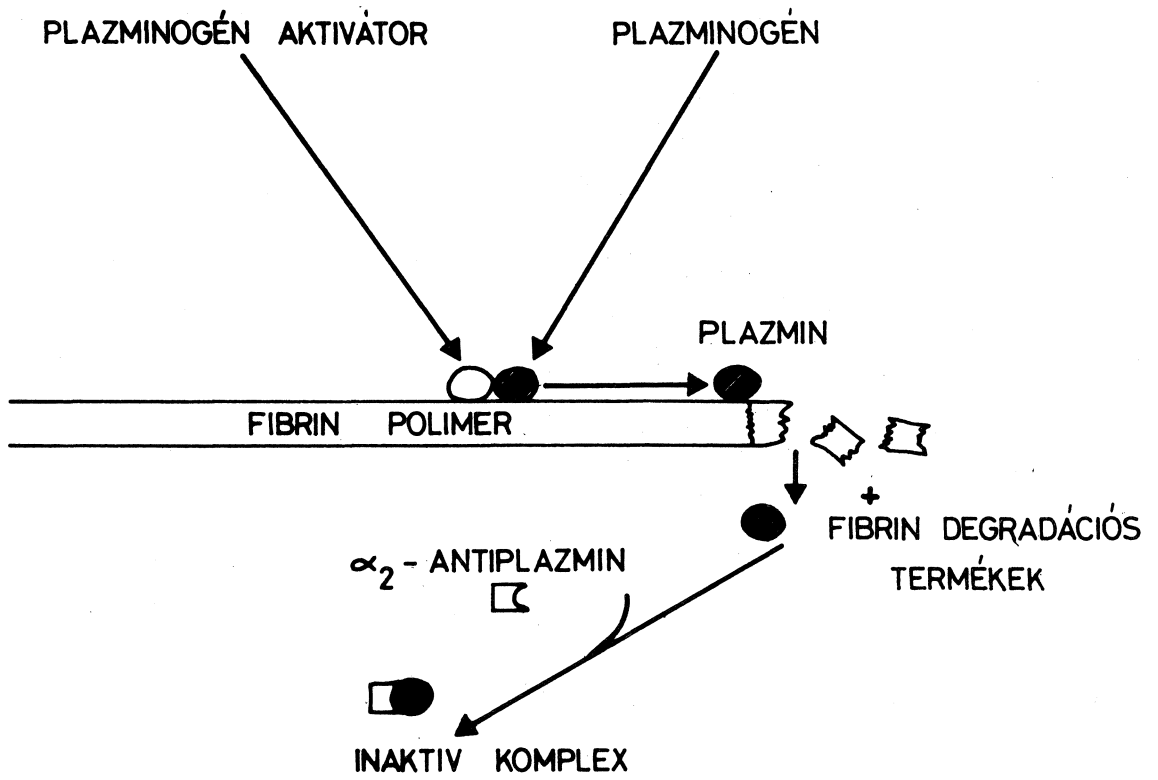 PLAZMINOGÉN AKTIVÁTOR
PLAZMINOGÉN
PLAZMIN
FIBRIN POLIMER
+
FIBRIN DEGRADÁCIÓS
TERMÉKEK
α₂ - ANTIPLAZMIN
INAKTIV KOMPLEX